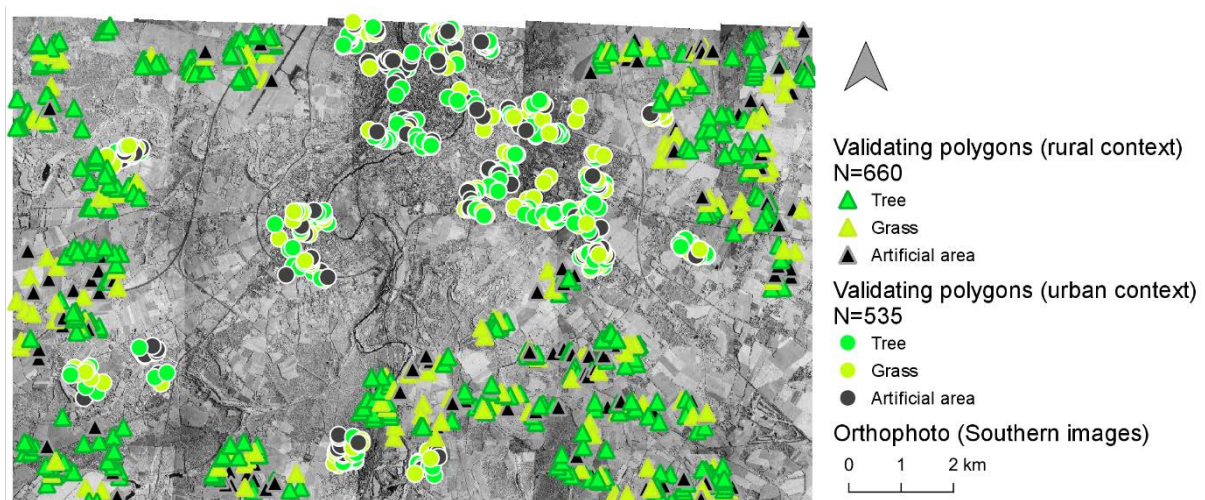 Validating polygons (rural context)
N=660
Tree
Grass
Artificial area
Validating polygons (urban context)
N=535
Tree
Grass
Artificial area
Orthophoto (Southern images)
0 1 2 km